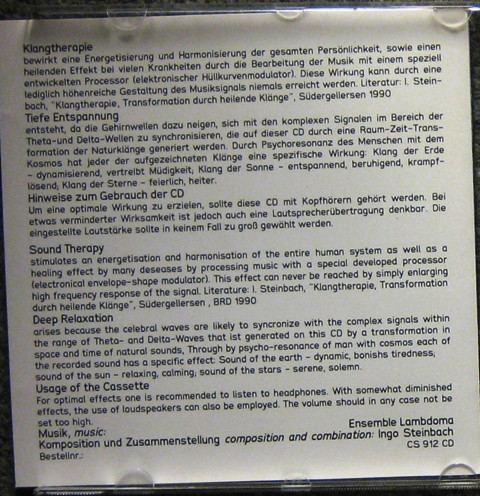 Klangtherapie
bewirkt eine Energetisierung und Harmonisierung der gesamten Persönlichkeit, sowie einen
heilenden Effekt bei vielen Krankheiten durch die Bearbeitung der Musik mit einem speziell
entwickelten Processor (elektronischer Hüllkurvenmodulator). Diese Wirkung kann durch eine
lediglich höhenreiche Gestaltung des Musiksignals niemals erreicht werden. Literatur: I. Stein-
bach, "Klangtherapie, Transformation durch heilende Klänge", Südergellersen 1990
Tiefe Entspannung
entsteht, da die Gehirnwellen dazu neigen, sich mit den komplexen Signalen im Bereich der
Theta-und Delta-Wellen zu synchronisieren, die auf dieser CD durch eine Raum-Zeit-Trans-
formation der Naturklänge generiert werden. Durch Psychoresonanz des Menschen mit dem
Kosmos hat jeder der aufgezeichneten Klänge eine spezifische Wirkung: Klang der Erde
- dynamisierend, vertreibt Müdigkeit, Klang der Sonne - entspannend, beruhigend, krampf-
lösend, Klang der Sterne - feierlich, heiter.
Hinweise zum Gebrauch der CD
Um eine optimale Wirkung zu erzielen, sollte diese CD mit Kopfhörern gehört werden. Bei
etwas verminderter Wirksamkeit ist jedoch auch eine Lautsprecherübertragung denkbar. Die
eingestellte Lautstärke sollte in keinem Fall zu groß gewählt werden.
Sound Therapy
stimulates an energetisation and harmonisation of the entire human system as well as a
healing effect by many deseases by processing music with a special developed processor
(electronical envelope-shape modulator). This effect can never be reached by simply enlarging
high frequency response of the signal. Literature: I. Steinbach, "Klangtherapie, Transformation
durch heilende Klänge", Südergellersen , BRD 1990
Deep Relaxation
arises because the celebral waves are likely to syncronize with the complex signals within
the range of Theta- and Delta-Waves that ist generated on this CD by a transformation in
space and time of natural sounds, Through by psycho-resonance of man with cosmos each of
the recorded sound has a specific effect: Sound of the earth - dynamic, bonishs tiredness;
sound of the sun - relaxing, calming; sound of the stars - serene, solemn.
Usage of the Cassette
For optimal effects one is recommended to listen to headphones. With somewhat diminished
effects, the use of loudspeakers can also be employed. The volume should in any case not be
set too high.
Ensemble Lambdoma
Musik, music:
Komposition und Zusammenstellung composition and combination: Ingo Steinbach
Bestellnr.: CS 912 CD